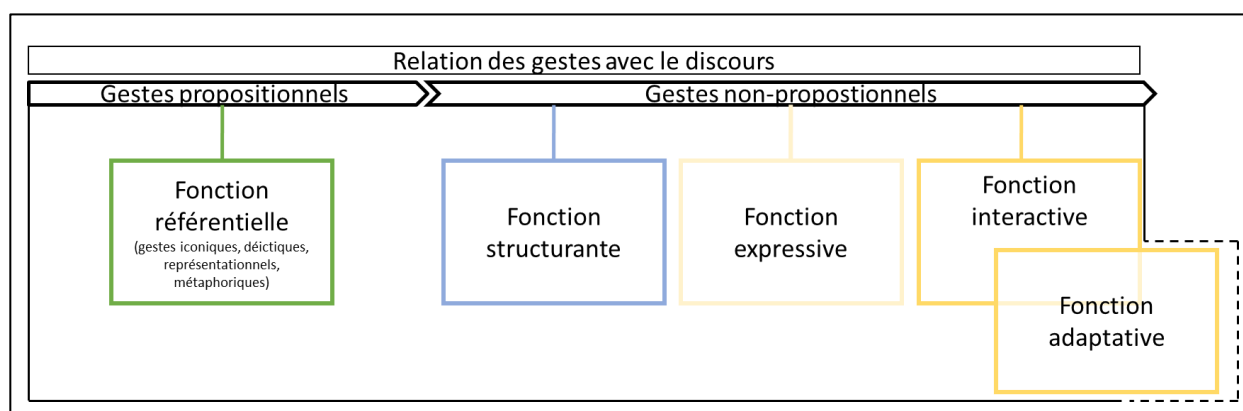 Relation des gestes avec le discours
Gestes propositionnels
Gestes non-propostionnels
Fonction
référentielle
(gestes iconiques, déictiques,
représentationnels,
métaphoriques)
Fonction
structurante
Fonction
expressive
Fonction
interactive
Fonction
adaptative